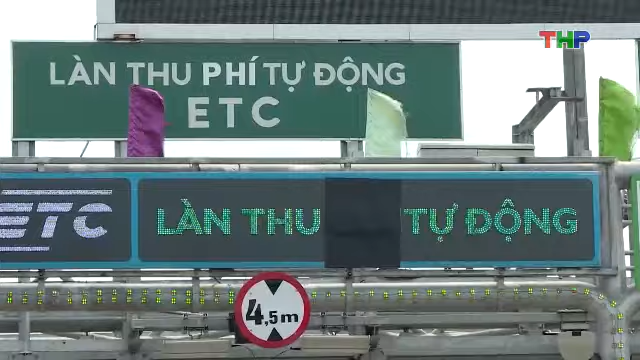 THP
LÀN THU PHÍ TỰ ĐỘNG
ETC
ETC
LÀN THU TỰ ĐỘNG
4,5m